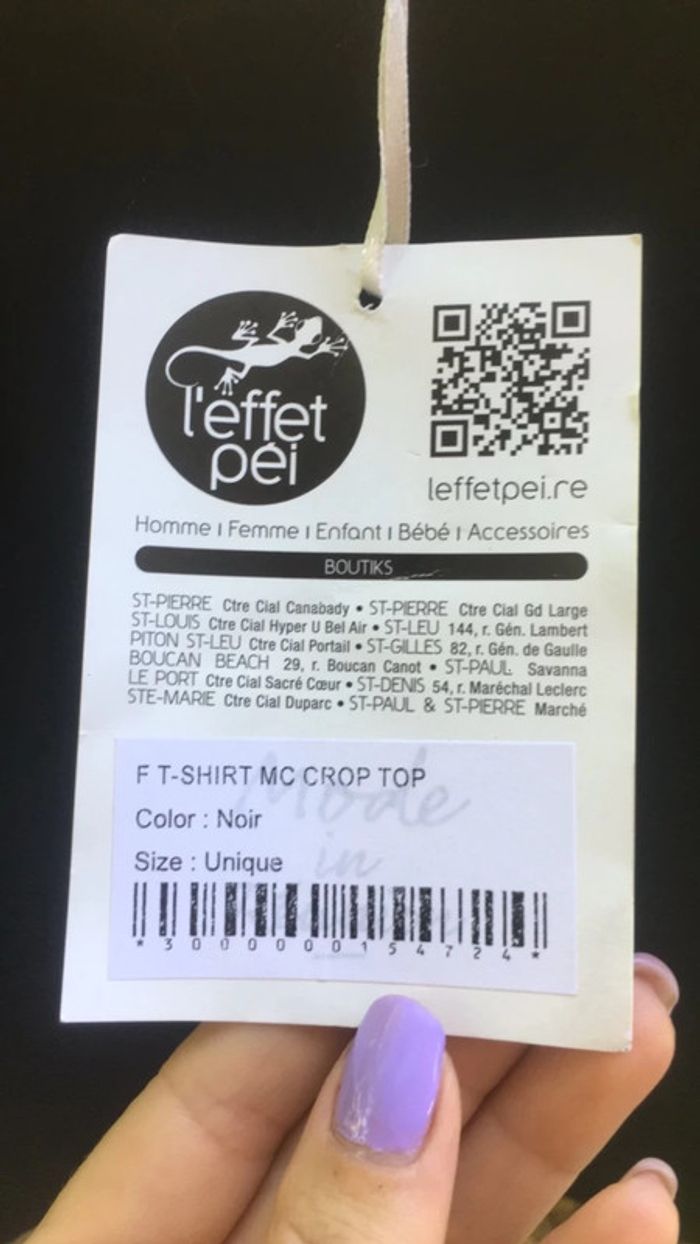 l'effet
péi
leffetpei.re
Homme I Femme I Enfant I Bébé I Accessoires
BOUTIKS
ST-PIERRE Ctre Cial Canabady • ST-PIERRE Ctre Cial Gd Large
ST-LOUIS Ctre Cial Hyper U Bel Air • ST-LEU 144, r. Gén. Lambert
PITON ST-LEU Ctre Cial Portail • ST-GILLES 82, r. Gén. de Gaulle
BOUCAN BEACH 29, r. Boucan Canot • ST-PAUL Savanna
LE PORT Ctre Cial Sacré Cœur • ST-DENIS 54, r. Maréchal Leclerc
STE-MARIE Ctre Cial Duparc • ST-PAUL & ST-PIERRE Marché
F T-SHIRT MC CROP TOP
Mode
Color : Noir
in
Size : Unique
*3000000154724*